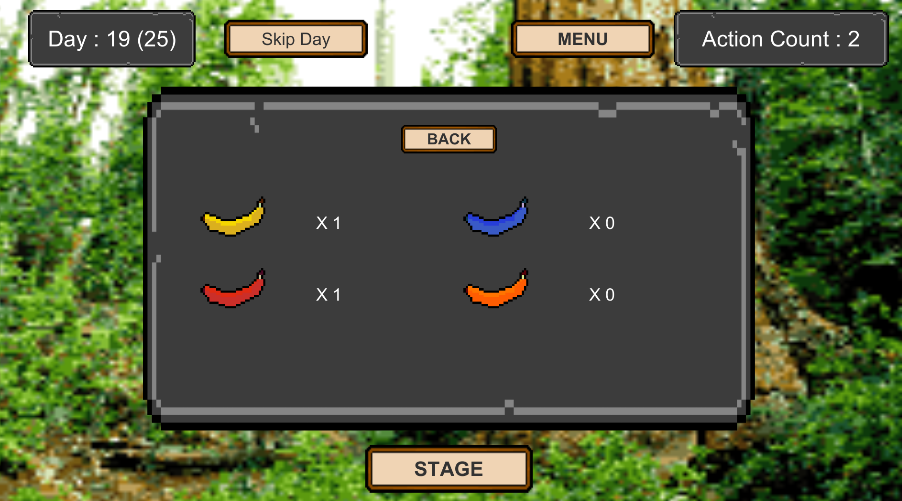 Day : 19 (25)
Skip Day
MENU
Action Count : 2
BACK
X 1
X 0
X 1
X 0
STAGE